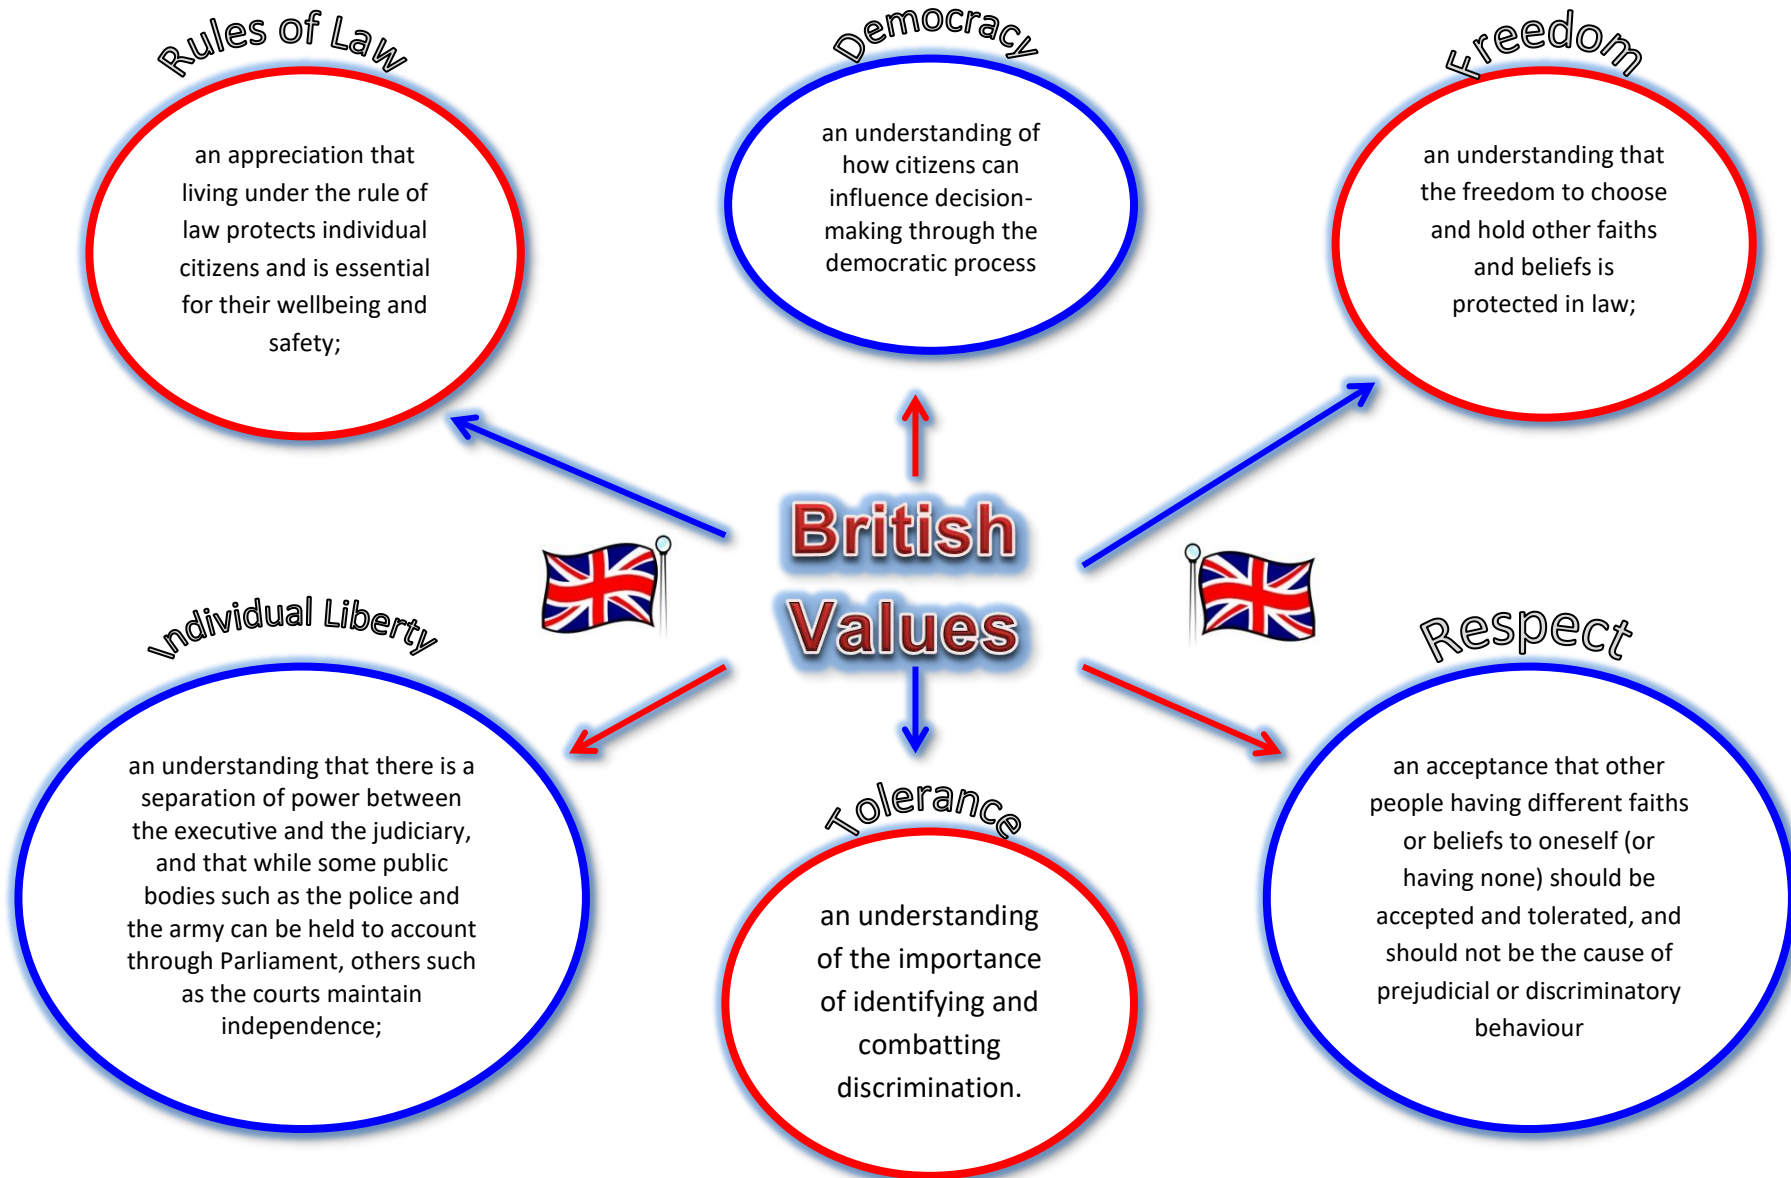 Rules of Law
an appreciation that
living under the rule of
law protects individual
citizens and is essential
for their wellbeing and
safety;
Democracy
an understanding of
how citizens can
influence decision-
making through the
democratic process
Freedom
an understanding that
the freedom to choose
and hold other faiths
and beliefs is
protected in law;
British
Values
Individual Liberty
an understanding that there is a
separation of power between
the executive and the judiciary,
and that while some public
bodies such as the police and
the army can be held to account
through Parliament, others such
as the courts maintain
independence;
Tolerance
an understanding
of the importance
of identifying and
combatting
discrimination.
Respect
an acceptance that other
people having different faiths
or beliefs to oneself (or
having none) should be
accepted and tolerated, and
should not be the cause of
prejudicial or discriminatory
behaviour